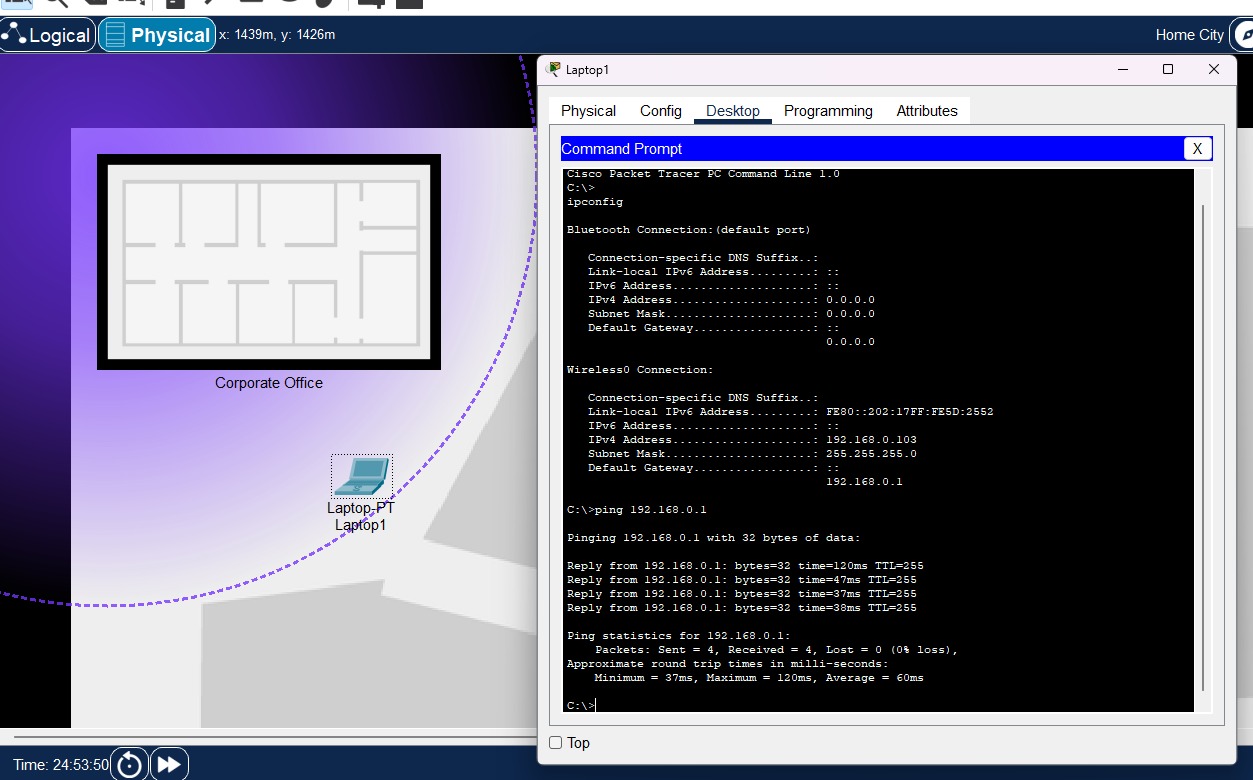 Logical
Physical
x: 1439m, y: 1426m
Home City
Corporate Office
Laptop-PT
Laptop1
Time: 24:53:50
Laptop1
Physical
Config
Desktop
Programming
Attributes
Command Prompt
X
Cisco Packet Tracer PC Command Line 1.0
C:\>
ipconfig
Bluetooth Connection:(default port)
Connection-specific DNS Suffix..:
Link-local IPv6 Address.........: ::
IPv6 Address....................: ::
IPv4 Address....................: 0.0.0.0
Subnet Mask.....................: 0.0.0.0
Default Gateway.................: ::
0.0.0.0
Wireless0 Connection:
Connection-specific DNS Suffix..:
Link-local IPv6 Address.........: FE80::202:17FF:FE5D:2552
IPv6 Address....................: ::
IPv4 Address....................: 192.168.0.103
Subnet Mask.....................: 255.255.255.0
Default Gateway.................: ::
192.168.0.1
C:\>ping 192.168.0.1
Pinging 192.168.0.1 with 32 bytes of data:
Reply from 192.168.0.1: bytes=32 time=120ms TTL=255
Reply from 192.168.0.1: bytes=32 time=47ms TTL=255
Reply from 192.168.0.1: bytes=32 time=37ms TTL=255
Reply from 192.168.0.1: bytes=32 time=38ms TTL=255
Ping statistics for 192.168.0.1:
Packets: Sent = 4, Received = 4, Lost = 0 (0% loss),
Approximate round trip times in milli-seconds:
Minimum = 37ms, Maximum = 120ms, Average = 60ms
C:\>
Top